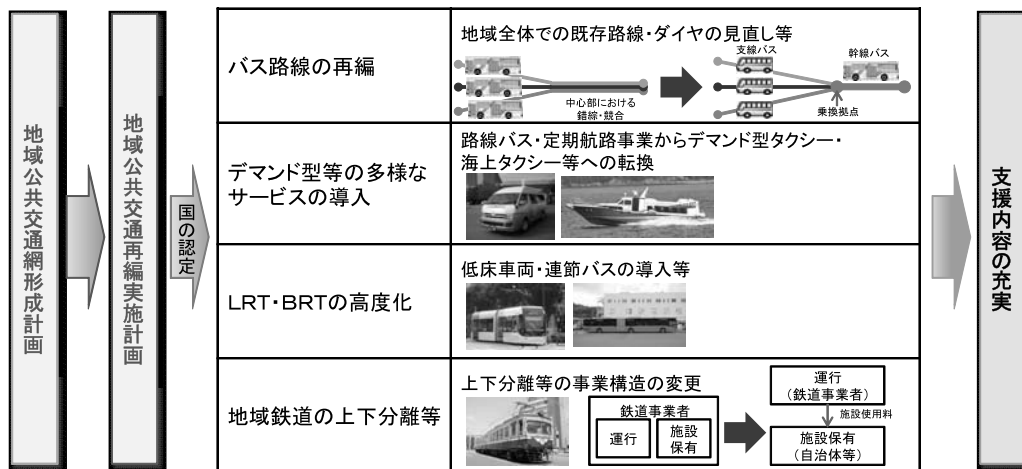 地域公共交通網形成計画
地域公共交通再編実施計画
国の認定
バス路線の再編
地域全体での既存路線・ダイヤの見直し等
支線バス
幹線バス
中心部における
錯綜・競合
乗換拠点
デマンド型等の多様な
サービスの導入
路線バス・定期航路事業からデマンド型タクシー・
海上タクシー等への転換
LRT・BRTの高度化
低床車両・連節バスの導入等
地域鉄道の上下分離等
上下分離等の事業構造の変更
鉄道事業者
運行
施設
保有
運行
(鉄道事業者)
施設使用料
施設保有
(自治体等)
支援内容の充実